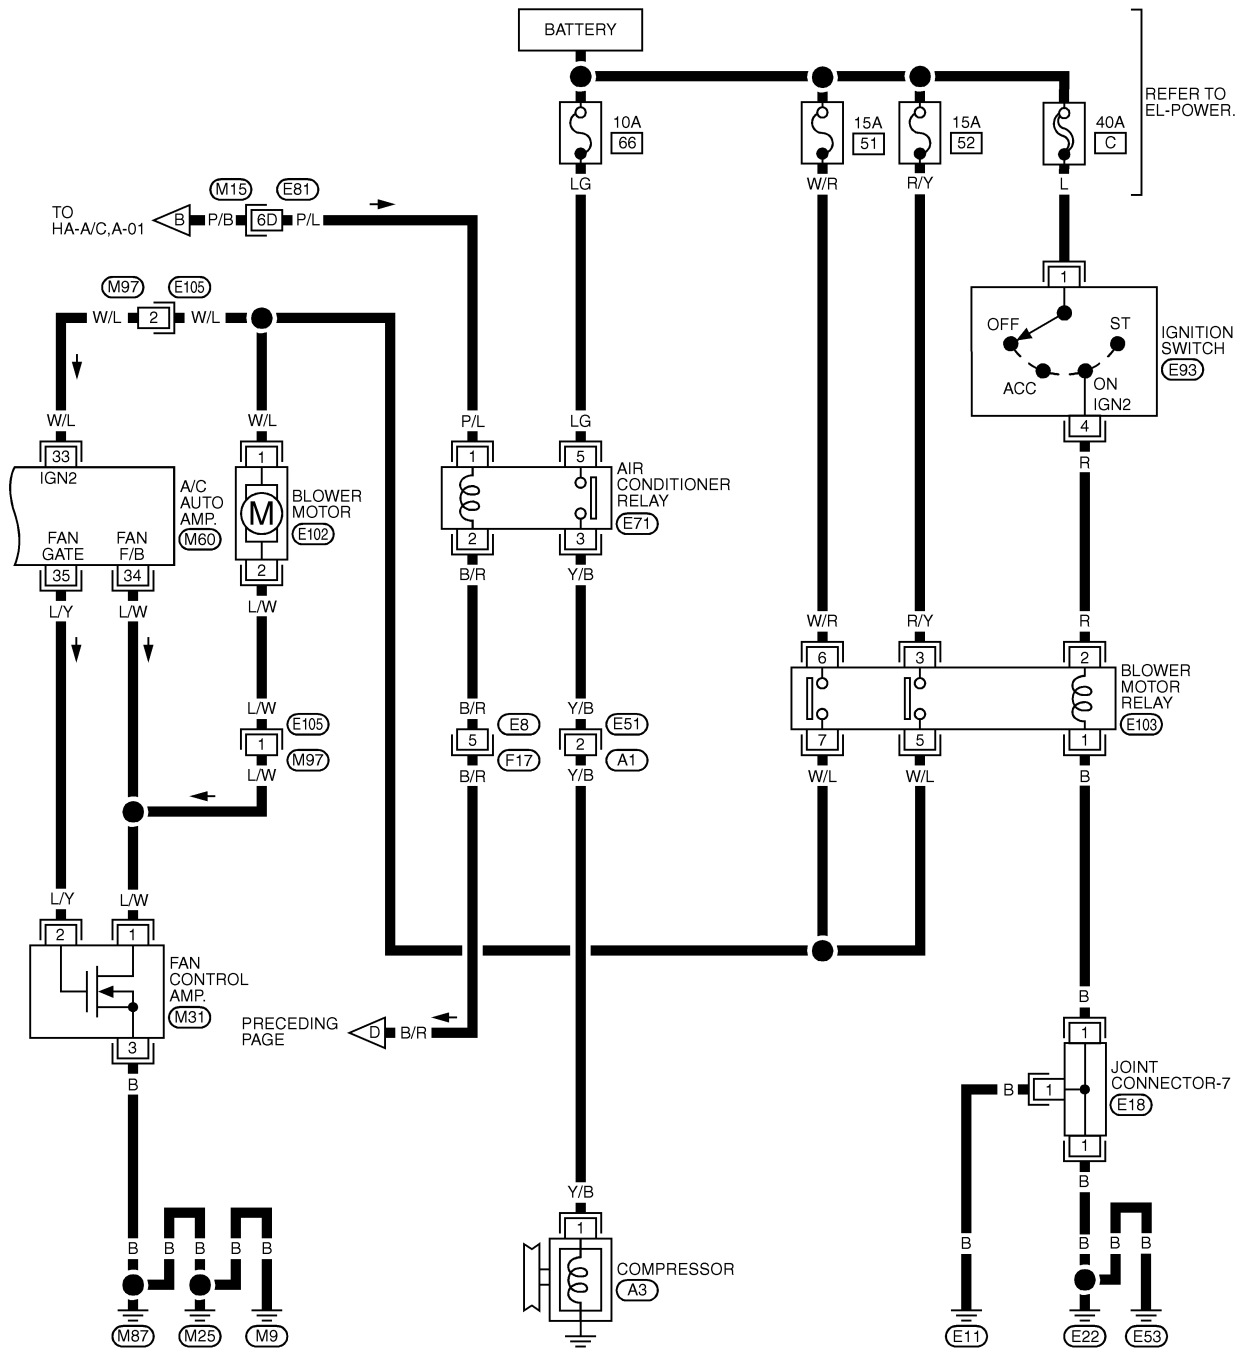 BATTERY
REFER TO
EL-POWER.
10A
66
15A
51
15A
52
40A
C
LG
W/R
R/Y
L
M15
E81
TO
HA-A/C,A-01
B
P/B
6D
P/L
M97
E105
W/L
2
W/L
1
OFF
ST
ACC
ON
IGN2
IGNITION
SWITCH
E93
4
R
W/L
W/L
P/L
LG
33
IGN2
A/C
AUTO
AMP.
M60
FAN
GATE
FAN
F/B
35
34
L/Y
L/W
1
M
BLOWER
MOTOR
E102
2
L/W
1
5
AIR
CONDITIONER
RELAY
E71
2
3
B/R
Y/B
W/R
R/Y
R
6
3
2
BLOWER
MOTOR
RELAY
E103
7
5
1
W/L
W/L
B
L/W
E105
1
M97
L/W
B/R
E8
5
F17
B/R
Y/B
E51
2
A1
Y/B
L/Y
L/W
2
1
FAN
CONTROL
AMP.
M31
3
B
PRECEDING
PAGE
D
B/R
B
1
JOINT
CONNECTOR-7
E18
B
1
1
B
Y/B
1
COMPRESSOR
A3
B
B
B
B
B
B
B
B
B
M87
M25
M9
E11
E22
E53